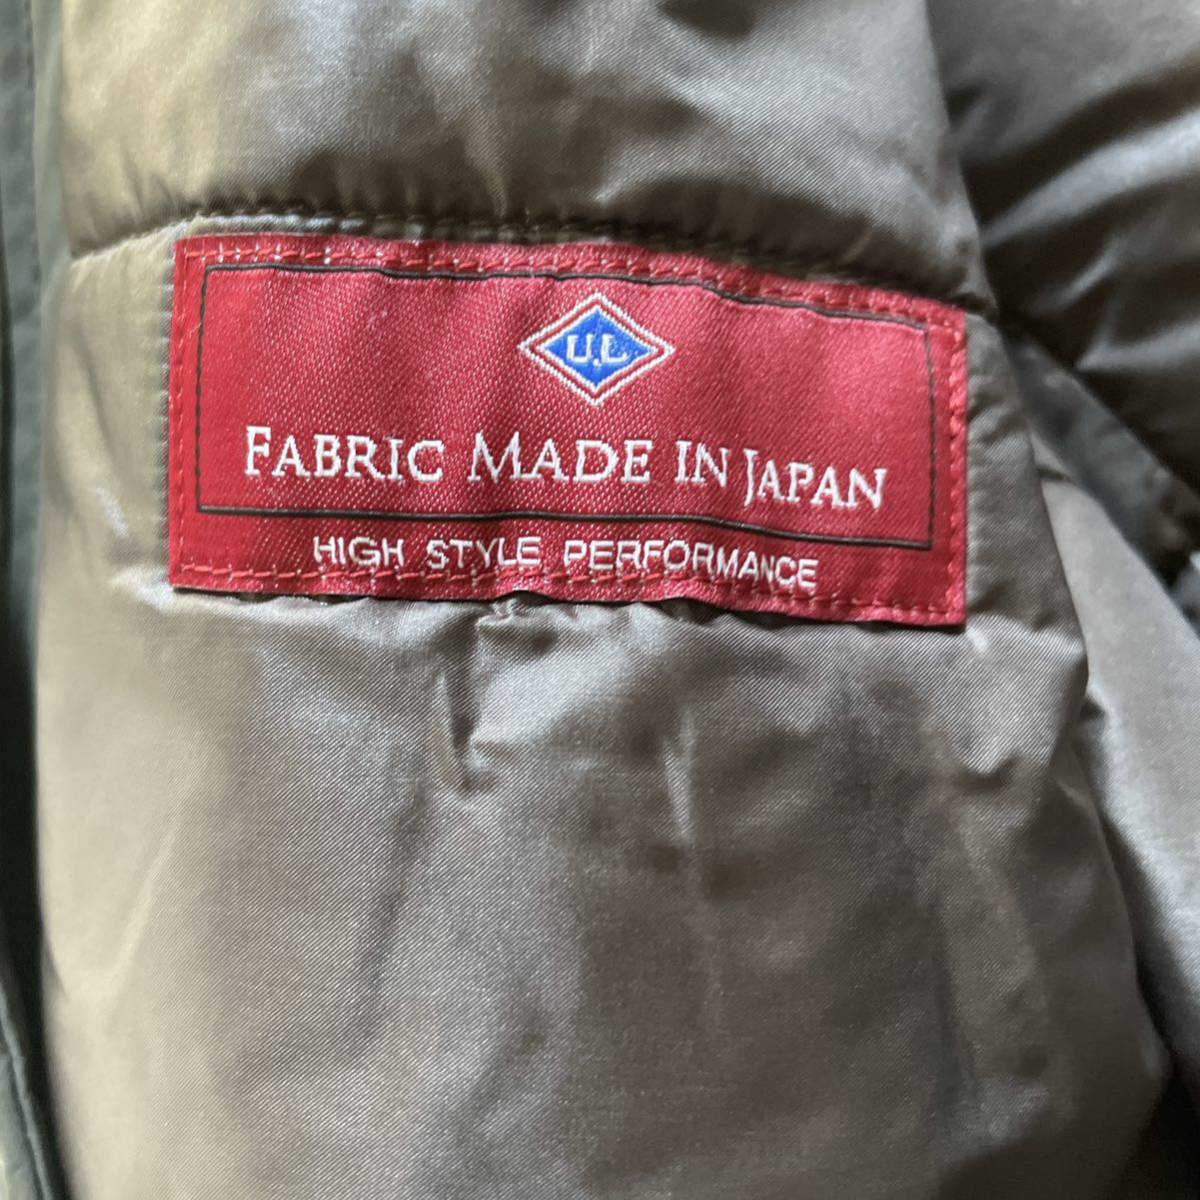 U.L
FABRIC MADE IN JAPAN
HIGH STYLE PERFORMANCE